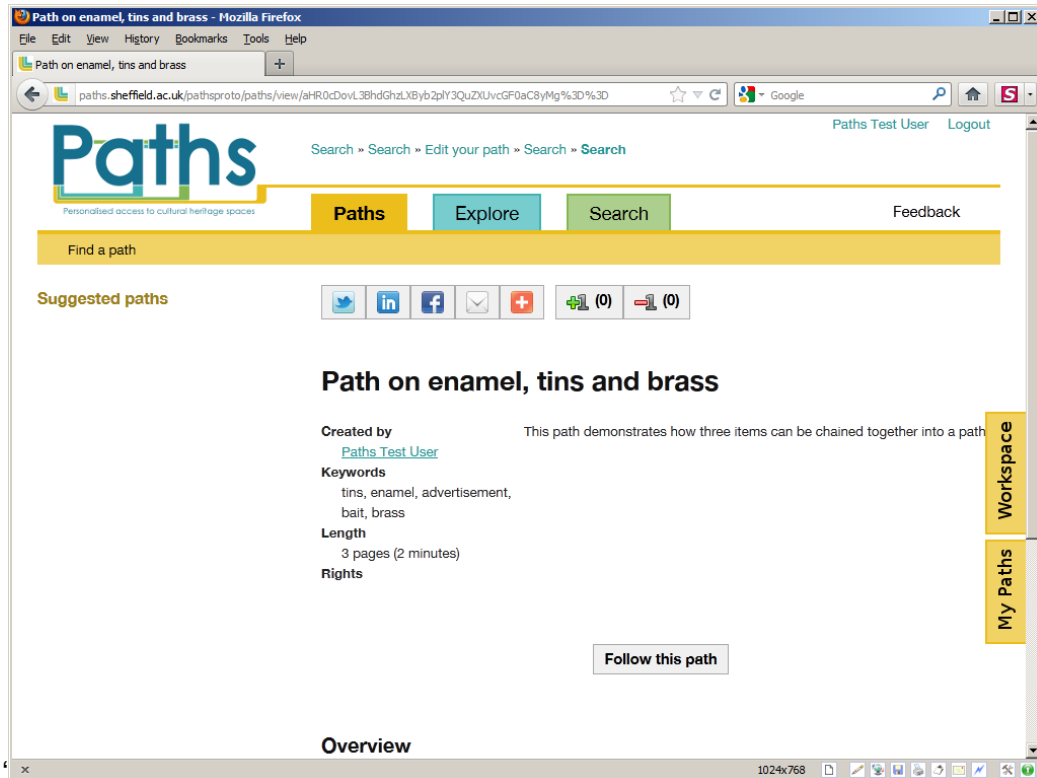 Path on enamel, tins and brass - Mozilla Firefox
File Edit View History Bookmarks Tools Help
Path on enamel, tins and brass +
paths.sheffield.ac.uk/pathsproto/paths/view/aHR0cDovL3BhdGhzLXByb2plY3QuZXUvcGF0aC8yMg%3D%3D Google S
Paths Test User Logout
Paths
Personalised access to cultural heritage spaces
Search » Search » Edit your path » Search » Search
Paths Explore Search Feedback
Find a path
Suggested paths
in f +1 (0) -1 (0)
Path on enamel, tins and brass
Created by
Paths Test User
This path demonstrates how three items can be chained together into a path
Keywords
tins, enamel, advertisement,
bait, brass
Length
3 pages (2 minutes)
Rights
Workspace
My Paths
Follow this path
Overview
‘ x 1024x768